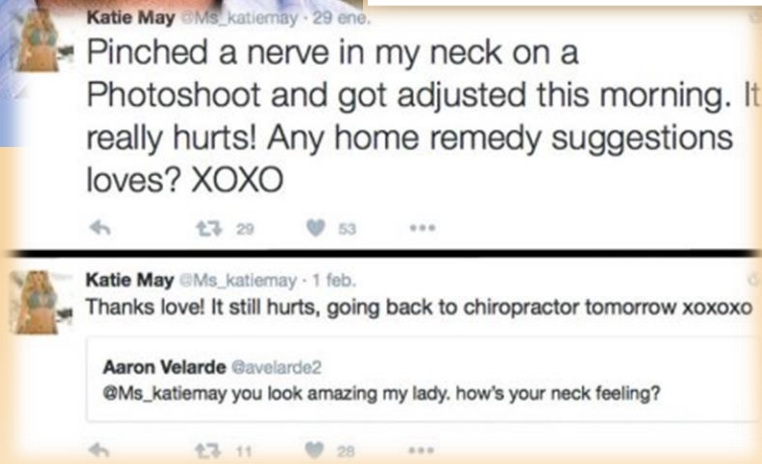 Katie May @Ms_katiemay · 29 ene.
Pinched a nerve in my neck on a
Photoshoot and got adjusted this morning. It
really hurts! Any home remedy suggestions
loves? XOXO
29 53
Katie May @Ms_katiemay · 1 feb.
Thanks love! It still hurts, going back to chiropractor tomorrow xoxoxo
Aaron Velarde @avelarde2
@Ms_katiemay you look amazing my lady. how's your neck feeling?
11 28